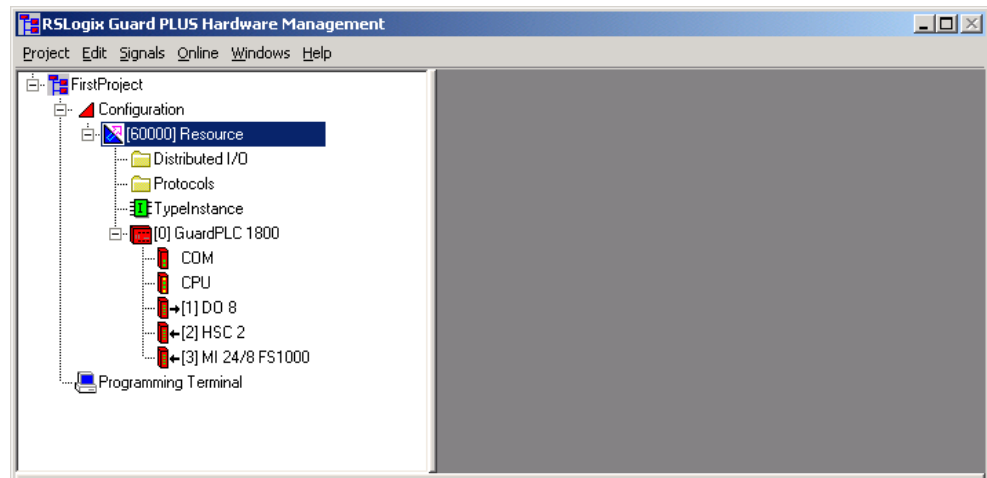 RSLogix Guard PLUS Hardware Management
Project Edit Signals Online Windows Help
FirstProject
Configuration
[60000] Resource
Distributed I/O
Protocols
TypeInstance
[0] GuardPLC 1800
COM
CPU
[1] DO 8
[2] HSC 2
[3] MI 24/8 FS1000
Programming Terminal